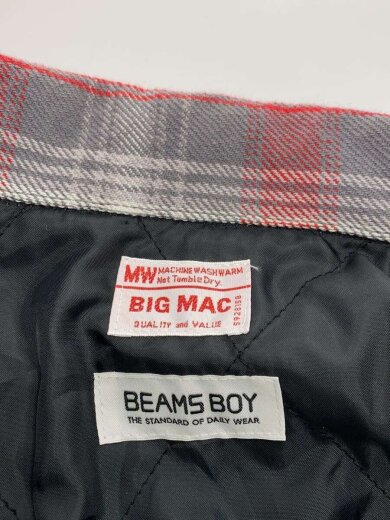 MW MACHINE WASH WARM
Not Tumble Dry.
BIG MAC
QUALITY and VALUE
592815B
BEAMS BOY
THE STANDARD OF DAILY WEAR